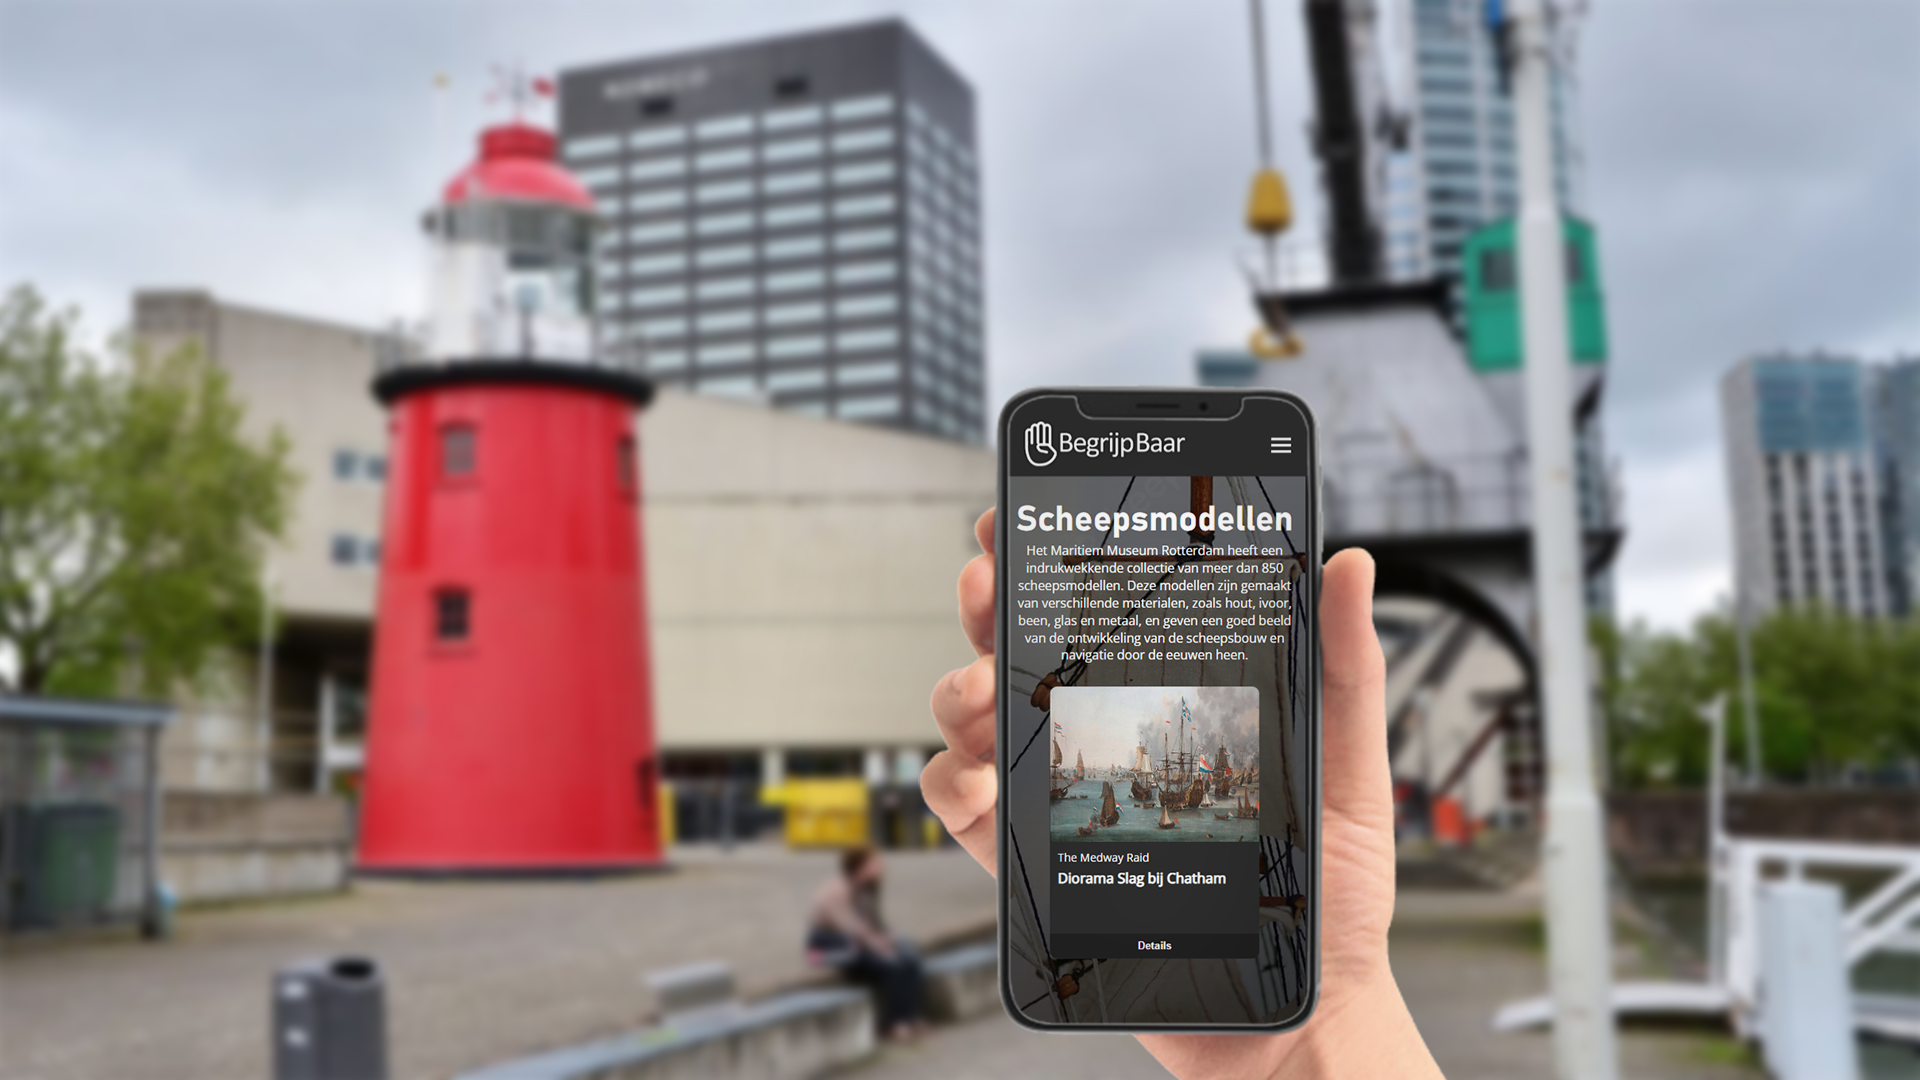 BegrijpBaar
Scheepsmodellen
Het Maritiem Museum Rotterdam heeft een
indrukwekkende collectie van meer dan 850
scheepsmodellen. Deze modellen zijn gemaakt
van verschillende materialen, zoals hout, ivoor,
been, glas en metaal, en geven een goed beeld
van de ontwikkeling van de scheepsbouw en
navigatie door de eeuwen heen.
The Medway Raid
Diorama Slag bij Chatham
Details